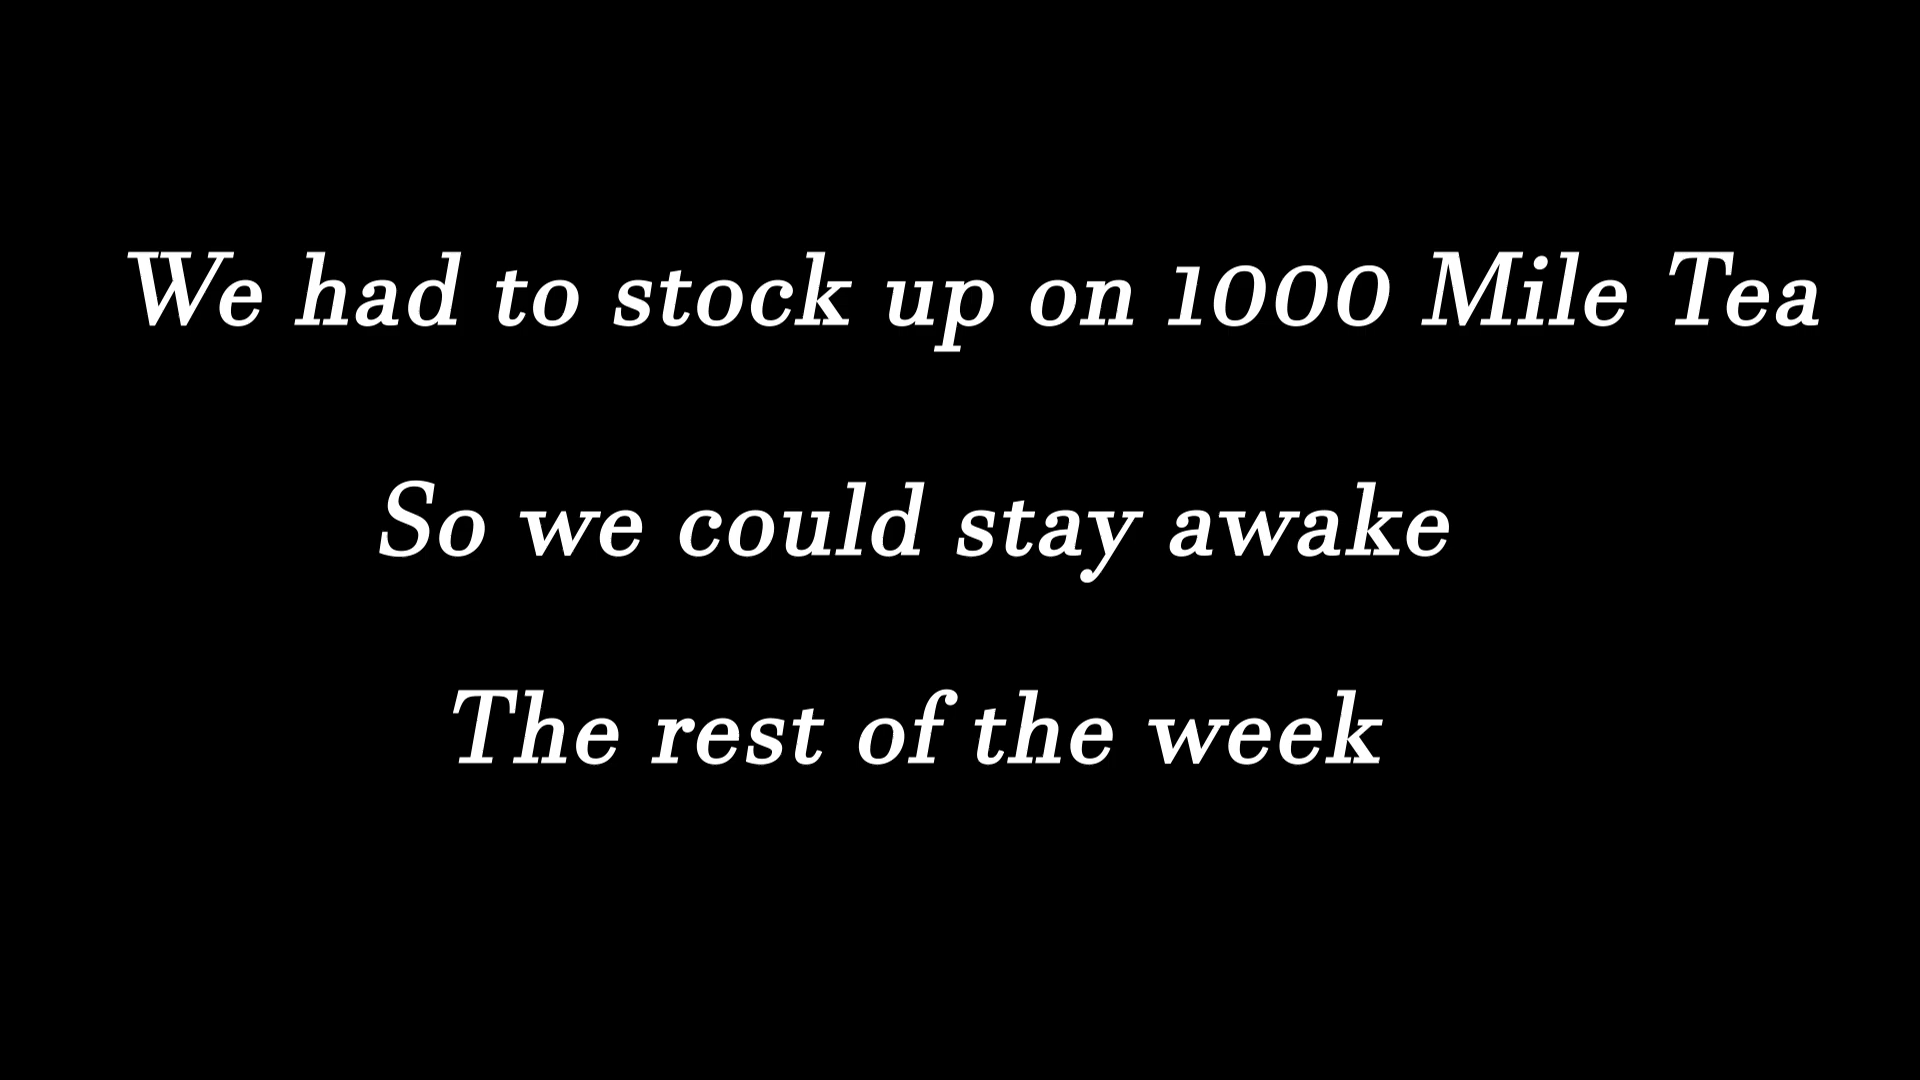 We had to stock up on 1000 Mile Tea
So we could stay awake
The rest of the week